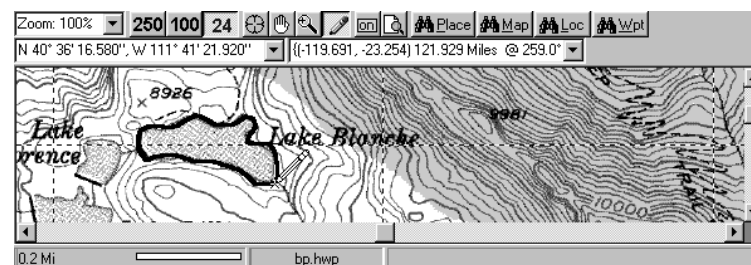 Zoom: 100% 250 100 24 on Place Map Loc Wpt
N 40° 36' 16.580", W 111° 41' 21.920" {(-119.691, -23.254) 121.929 Miles @ 259.0°
8926
9981
Lake
Lake Blanche
rence
TRAIL
10000
0.2 Mi bp.hwp